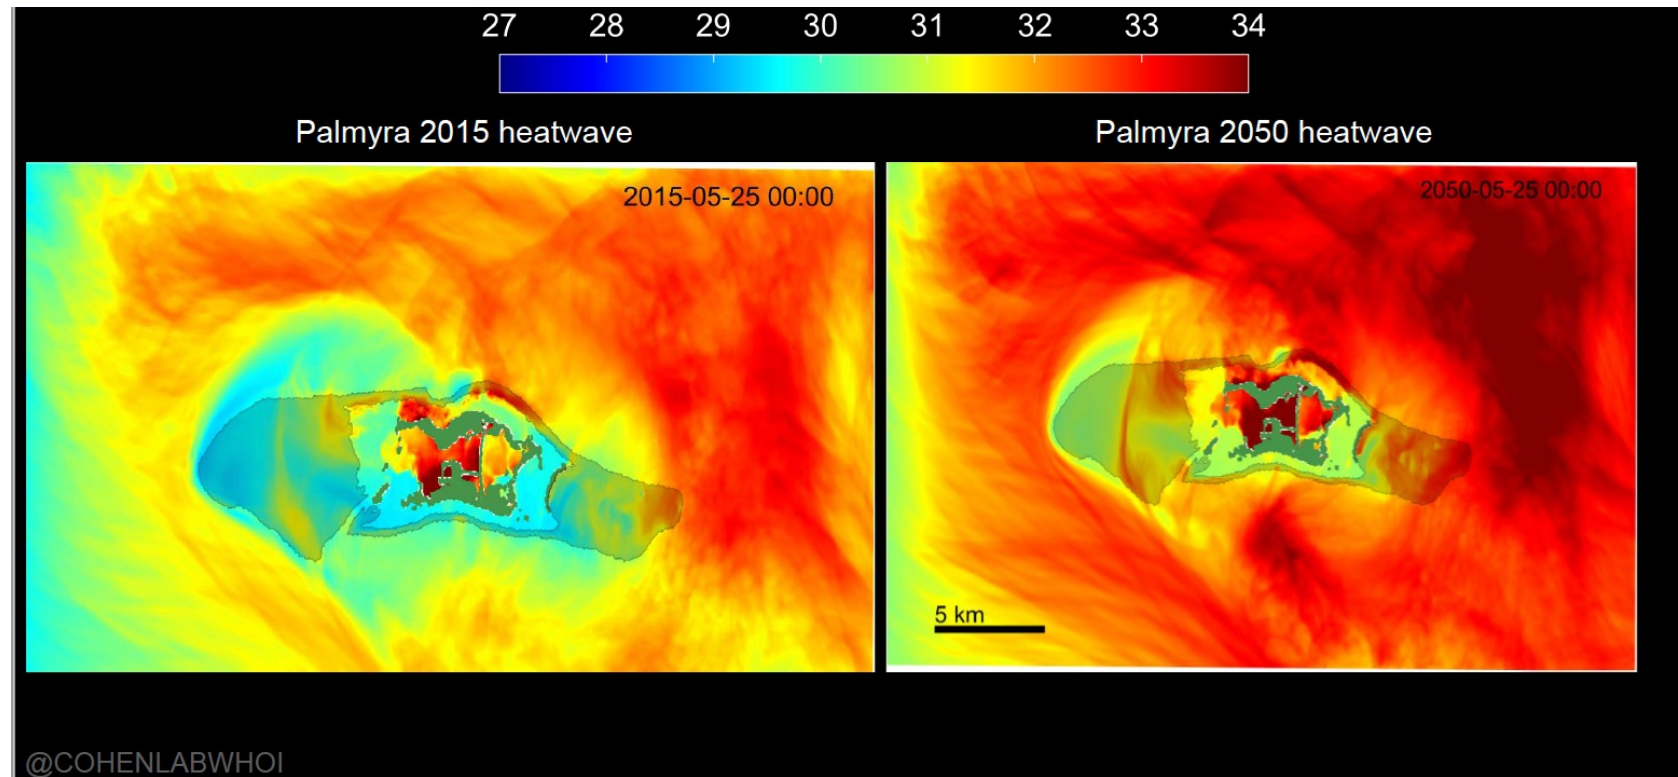 27 28 29 30 31 32 33 34
Palmyra 2015 heatwave
Palmyra 2050 heatwave
2015-05-25 00:00
2050-05-25 00:00
5 km
@COHENLABWHOI